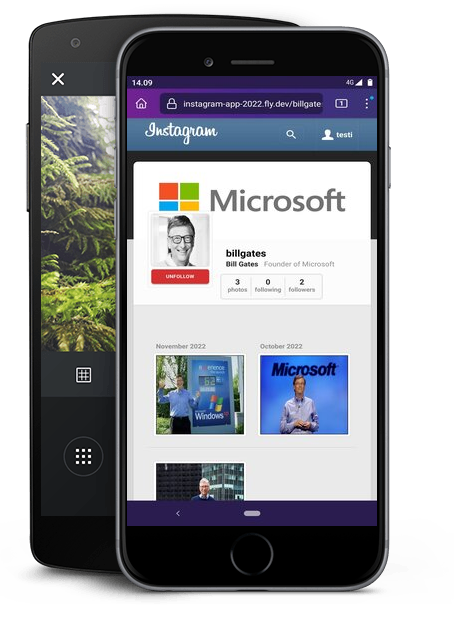 14.09
4G
instagram-app-2022.fly.dev/billgate
1
Instagram
testi
Microsoft
billgates
Bill Gates Founder of Microsoft
UNFOLLOW
3 0 2
photos following followers
November 2022 October 2022
Windows
Microsoft